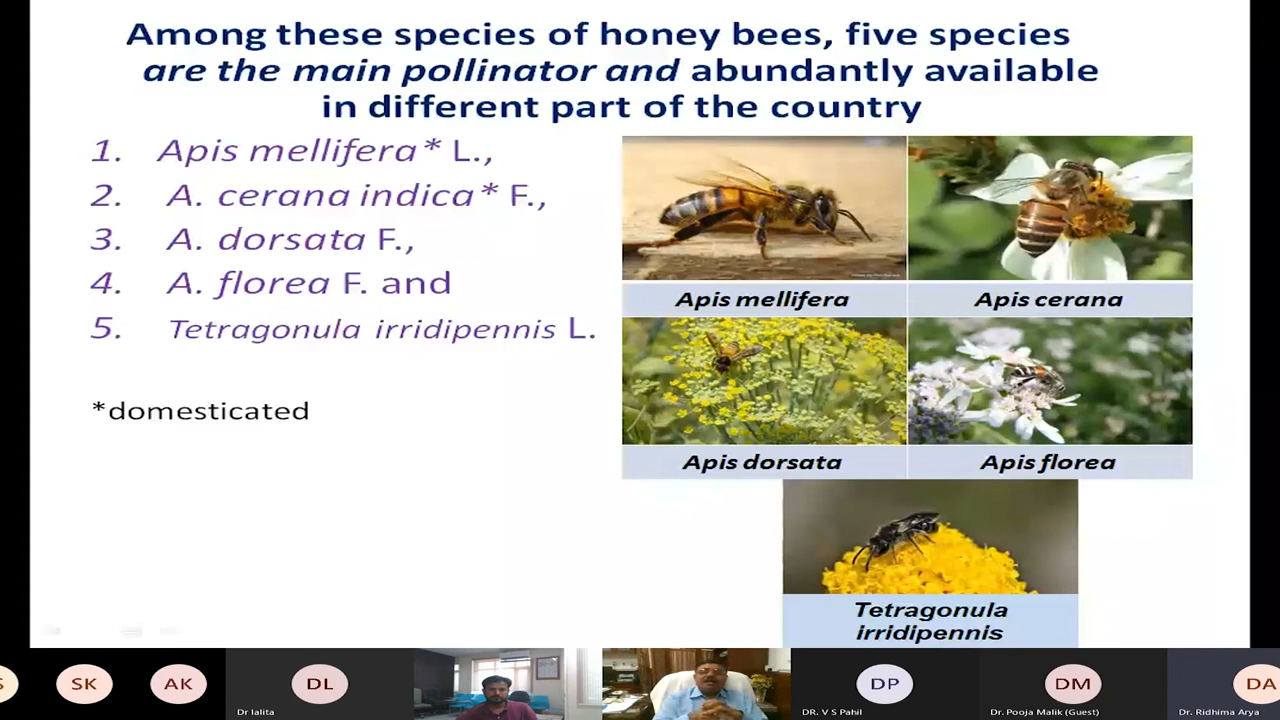 Among these species of honey bees, five species
are the main pollinator and abundantly available
in different part of the country
1. Apis mellifera* L.,
2. A. cerana indica* F.,
3. A. dorsata F.,
4. A. florea F. and
5. Tetragonula irridipennis L.
*domesticated
Apis mellifera
Apis cerana
Apis dorsata
Apis florea
Tetragonula
irridipennis
S
SK
AK
DL
Dr lalita
DP
DR. V S Pahil
DM
Dr. Pooja Malik (Guest)
DA
Dr. Ridhima Arya